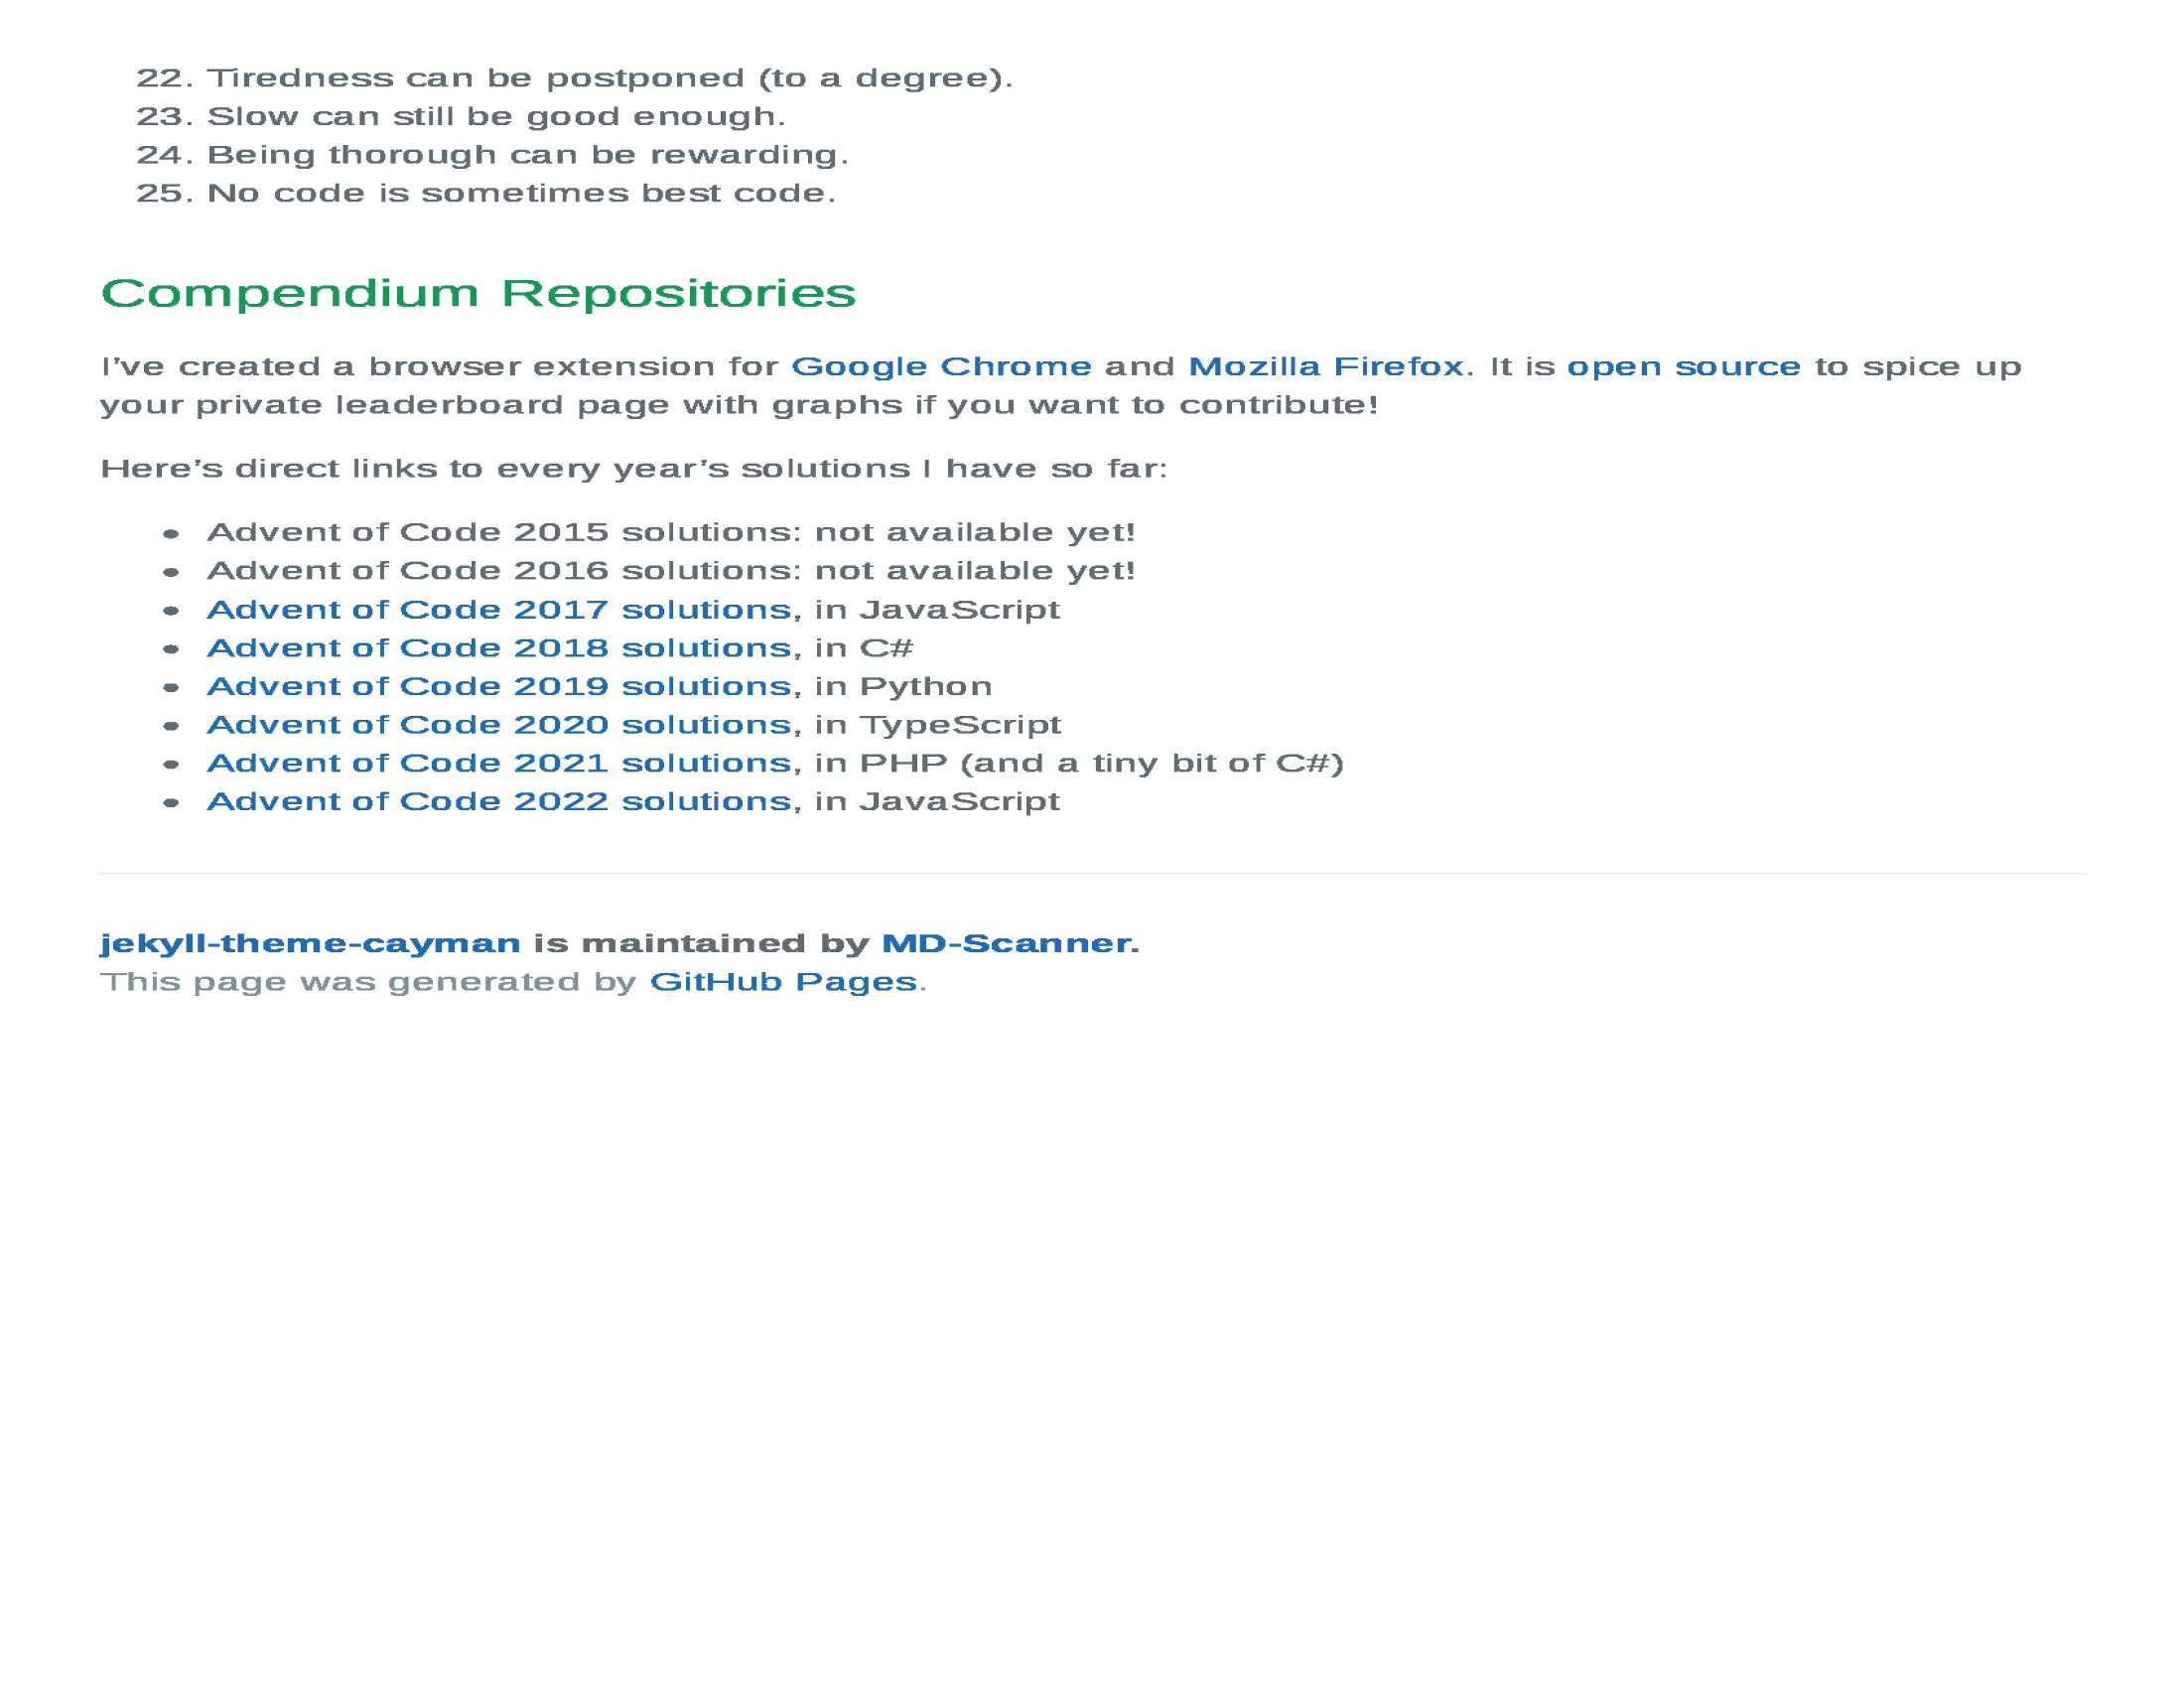 22. Tiredness can be postponed (to a degree).
23. Slow can still be good enough.
24. Being thorough can be rewarding.
25. No code is sometimes best code.
Compendium Repositories
I’ve created a browser extension for Google Chrome and Mozilla Firefox. It is open source to spice up
your private leaderboard page with graphs if you want to contribute!
Here’s direct links to every year’s solutions I have so far:
• Advent of Code 2015 solutions: not available yet!
• Advent of Code 2016 solutions: not available yet!
• Advent of Code 2017 solutions, in JavaScript
• Advent of Code 2018 solutions, in C#
• Advent of Code 2019 solutions, in Python
• Advent of Code 2020 solutions, in TypeScript
• Advent of Code 2021 solutions, in PHP (and a tiny bit of C#)
• Advent of Code 2022 solutions, in JavaScript
jekyll-theme-cayman is maintained by MD-Scanner.
This page was generated by GitHub Pages.